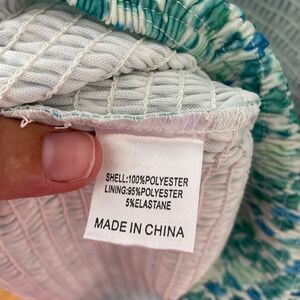 SHELL:100%POLYESTER
LINING:95%POLYESTER
5%ELASTANE
MADE IN CHINA